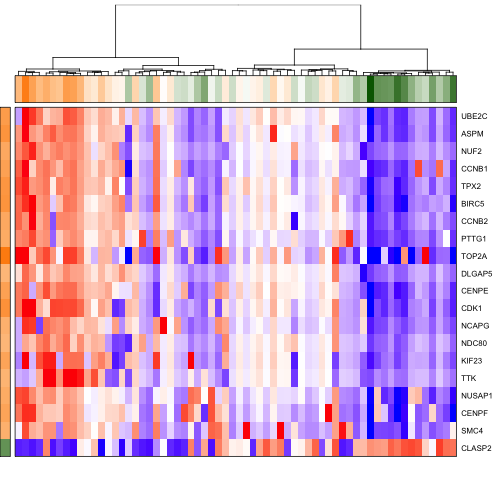 UBE2C
ASPM
NUF2
CCNB1
TPX2
BIRC5
CCNB2
PTTG1
TOP2A
DLGAP5
CENPE
CDK1
NCAPG
NDC80
KIF23
TTK
NUSAP1
CENPF
SMC4
CLASP2